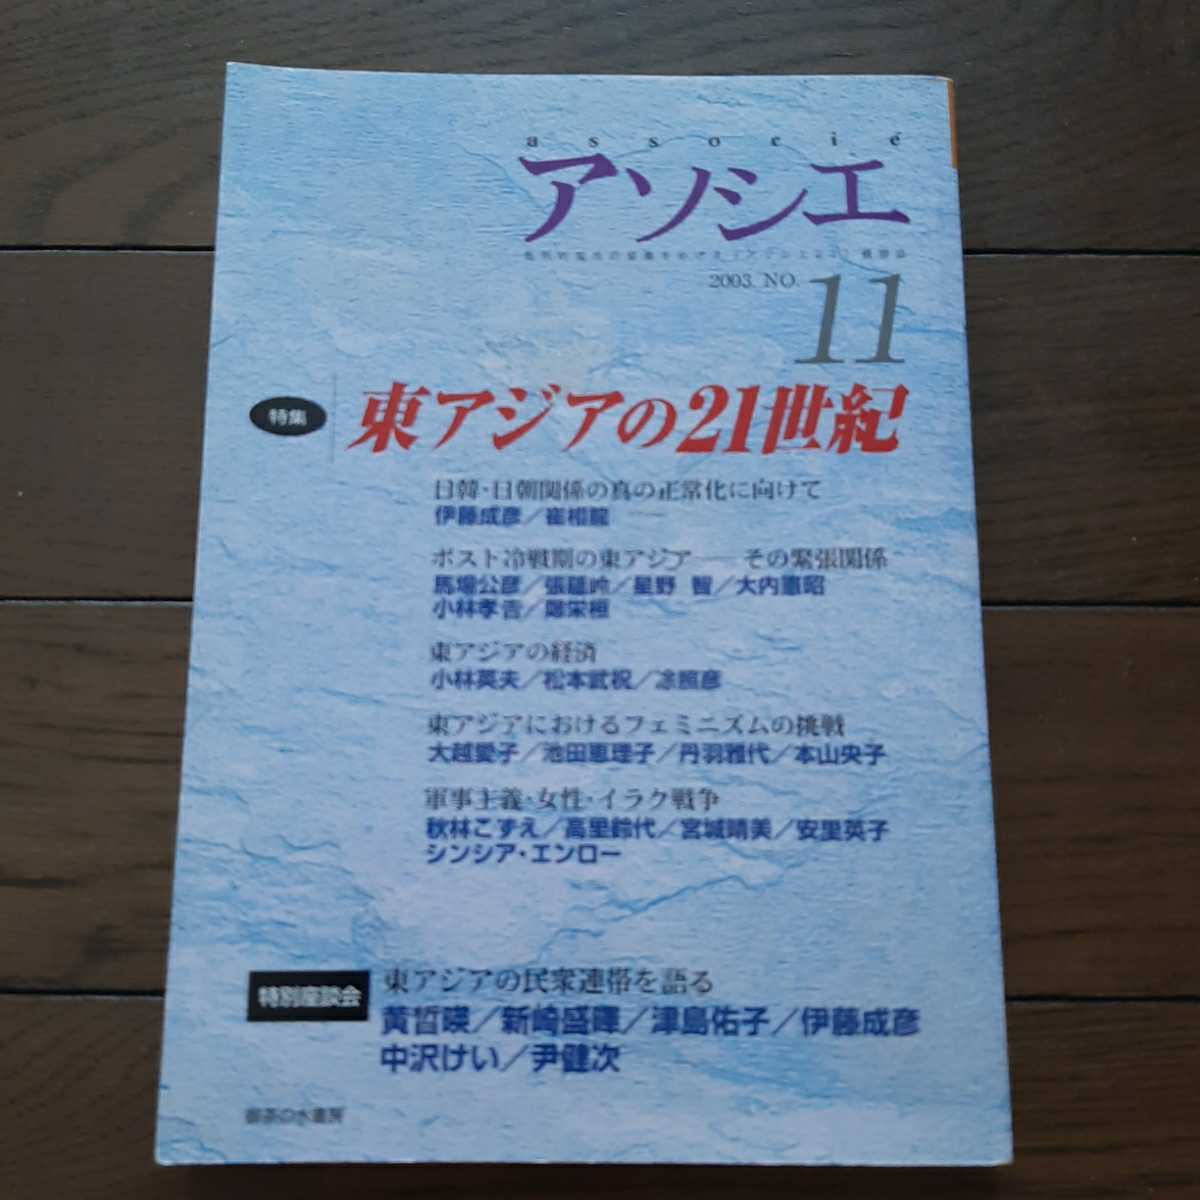 associé
アソシエ
2003. NO. 11
特集
東アジアの21世紀
日韓・日朝関係の真の正常化に向けて
伊藤成彦／崔相龍
ポスト冷戦期の東アジア——その緊張関係
馬場公彦／張蘊岭／星野 智／大内憲昭
小林孝吉／鄭栄桓
東アジアの経済
小林英夫／松本武祝／凃照彦
東アジアにおけるフェミニズムの挑戦
大越愛子／池田恵理子／丹羽雅代／本山央子
軍事主義・女性・イラク戦争
秋林こずえ／高里鈴代／宮城晴美／安里英子
シンシア・エンロー
特別座談会
東アジアの民衆連帯を語る
黄晳暎／新崎盛暉／津島佑子／伊藤成彦
中沢けい／尹健次
御茶の水書房